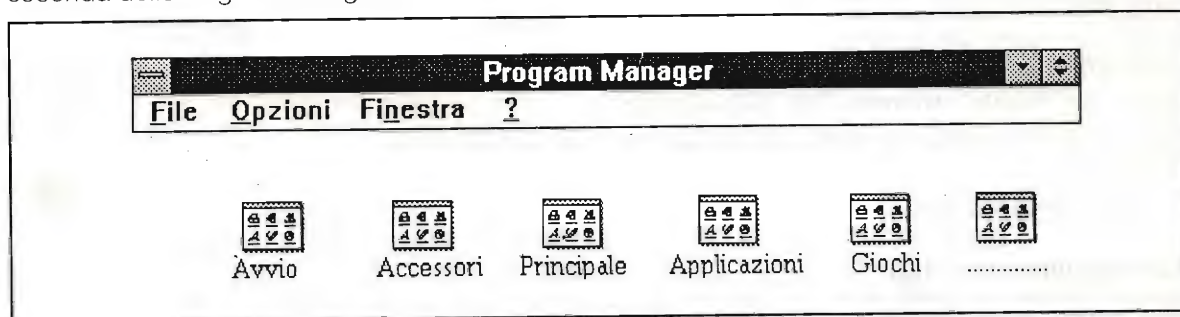 Program Manager
File Opzioni Finestra ?
Avvio Accessori Principale Applicazioni Giochi ...............